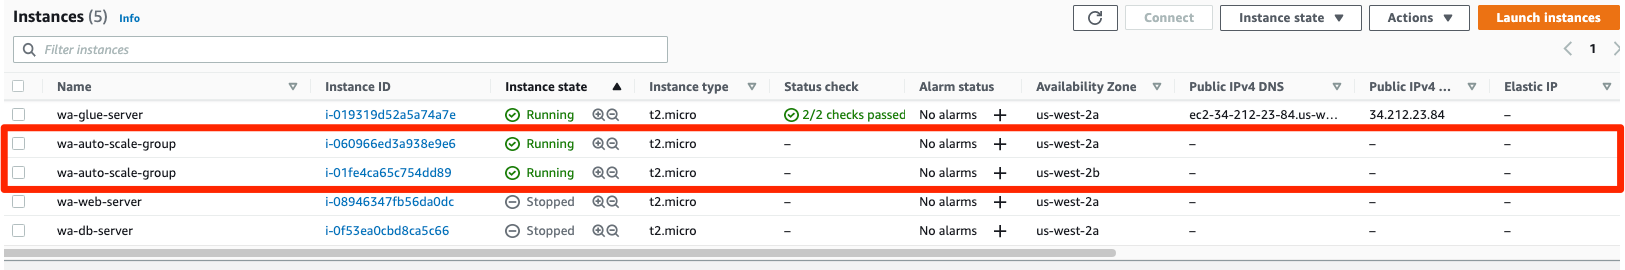 Instances (5) Info Connect Instance state Actions Launch instances
Filter instances 1
Name Instance ID Instance state Instance type Status check Alarm status Availability Zone Public IPv4 DNS Public IPv4 ... Elastic IP
wa-glue-server i-019319d52a5a74a7e Running t2.micro 2/2 checks passed No alarms + us-west-2a ec2-34-212-23-84.us-w... 34.212.23.84 –
wa-auto-scale-group i-060966ed3a938e9e6 Running t2.micro – No alarms + us-west-2a – – –
wa-auto-scale-group i-01fe4ca65c754dd89 Running t2.micro – No alarms + us-west-2b – – –
wa-web-server i-08946347fb56da0dc Stopped t2.micro – No alarms + us-west-2a – – –
wa-db-server i-0f53ea0cbd8ca5c66 Stopped t2.micro – No alarms + us-west-2a – – –